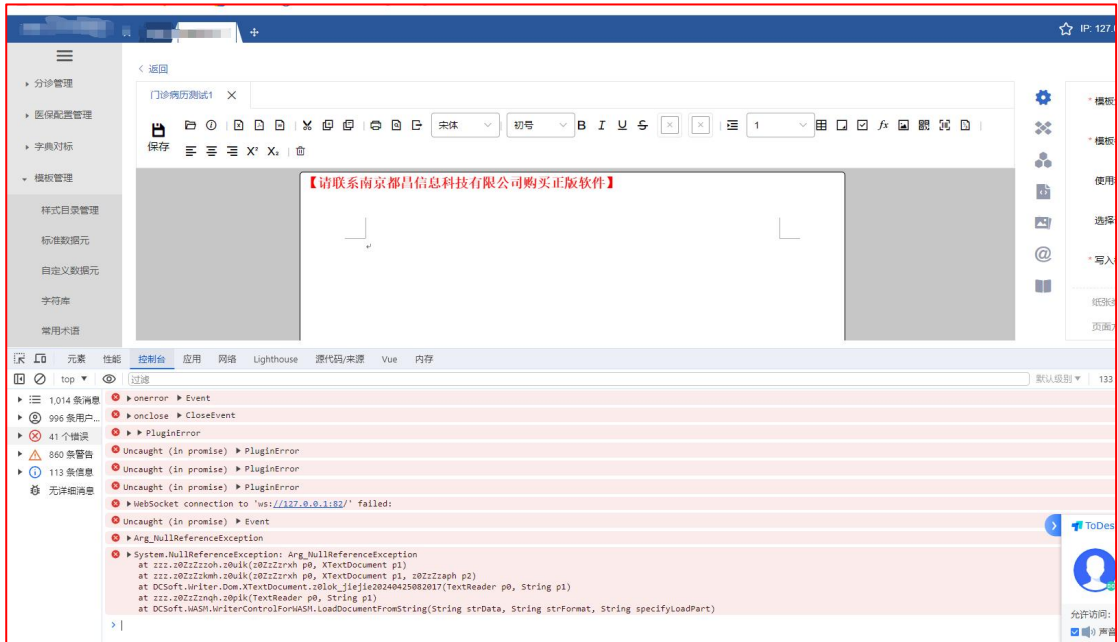 IP: 127.
返回
分诊管理
医保配置管理
字典对标
模板管理
样式目录管理
标准数据元
自定义数据元
字符库
常用术语
门诊病历测试1
保存
宋体
初号
B I U S
1
fx
X² X₂
【请联系南京都昌信息科技有限公司购买正版软件】
* 模板
* 模板
使用
选择
* 写入
纸张
页面
元素 性能 控制台 应用 网络 Lighthouse 源代码/来源 Vue 内存
top
过滤
默认级别
133
1,014 条消息
996 条用户...
41 个错误
860 条警告
113 条信息
无详细消息
onerror Event
onclose CloseEvent
PluginError
Uncaught (in promise) PluginError
Uncaught (in promise) PluginError
Uncaught (in promise) PluginError
WebSocket connection to 'ws://127.0.0.1:82/' failed:
Uncaught (in promise) Event
Arg_NullReferenceException
System.NullReferenceException: Arg_NullReferenceException
at zzz.z0ZzZzzoh.z0uik(z0ZzZzrxh p0, XTextDocument p1)
at zzz.z0ZzZzkmh.z0uik(z0ZzZzrxh p0, XTextDocument p1, z0ZzZzaph p2)
at DCSoft.Writer.Dom.XTextDocument.z0lok_jiejie20240425082017(TextReader p0, String p1)
at zzz.z0ZzZznqh.z0pik(TextReader p0, String p1)
at DCSoft.WASM.WriterControlForWASM.LoadDocumentFromString(String strData, String strFormat, String specifyLoadPart)
ToDes
允许访问:
声音